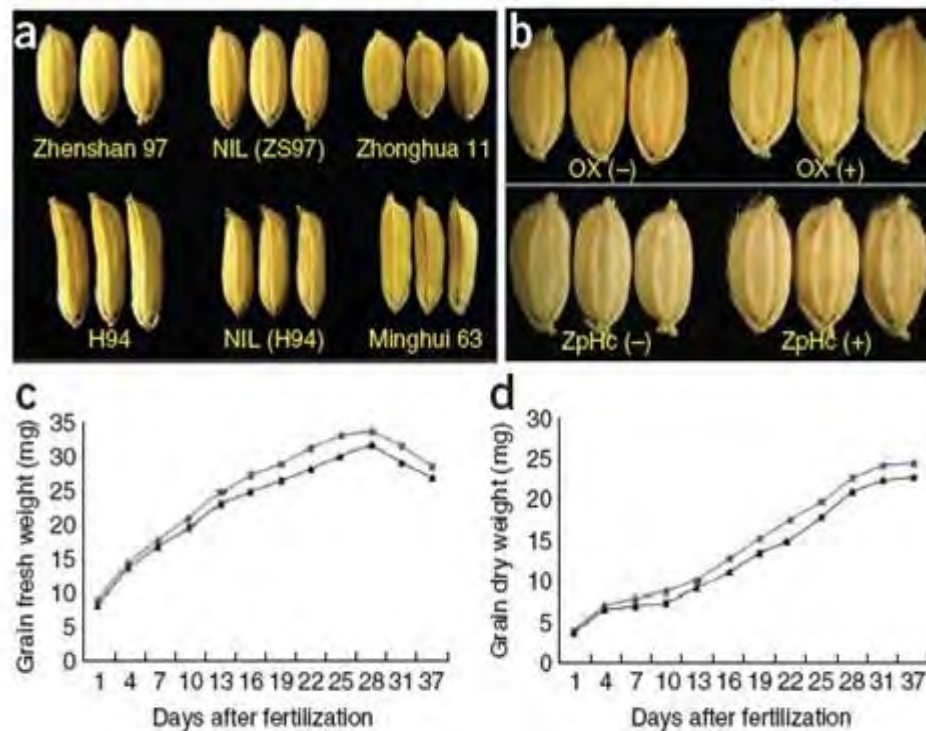 a
Zhenshan 97 NIL (ZS97) Zhonghua 11
H94 NIL (H94) Minghui 63
b
OX (–) OX (+)
ZpHc (–) ZpHc (+)
c
Grain fresh weight (mg)
35
30
25
20
15
10
5
0
1 4 7 10 13 16 19 22 25 28 31 37
Days after fertilization
d
Grain dry weight (mg)
30
25
20
15
10
5
0
1 4 7 10 13 16 19 22 25 28 31 37
Days after fertilization